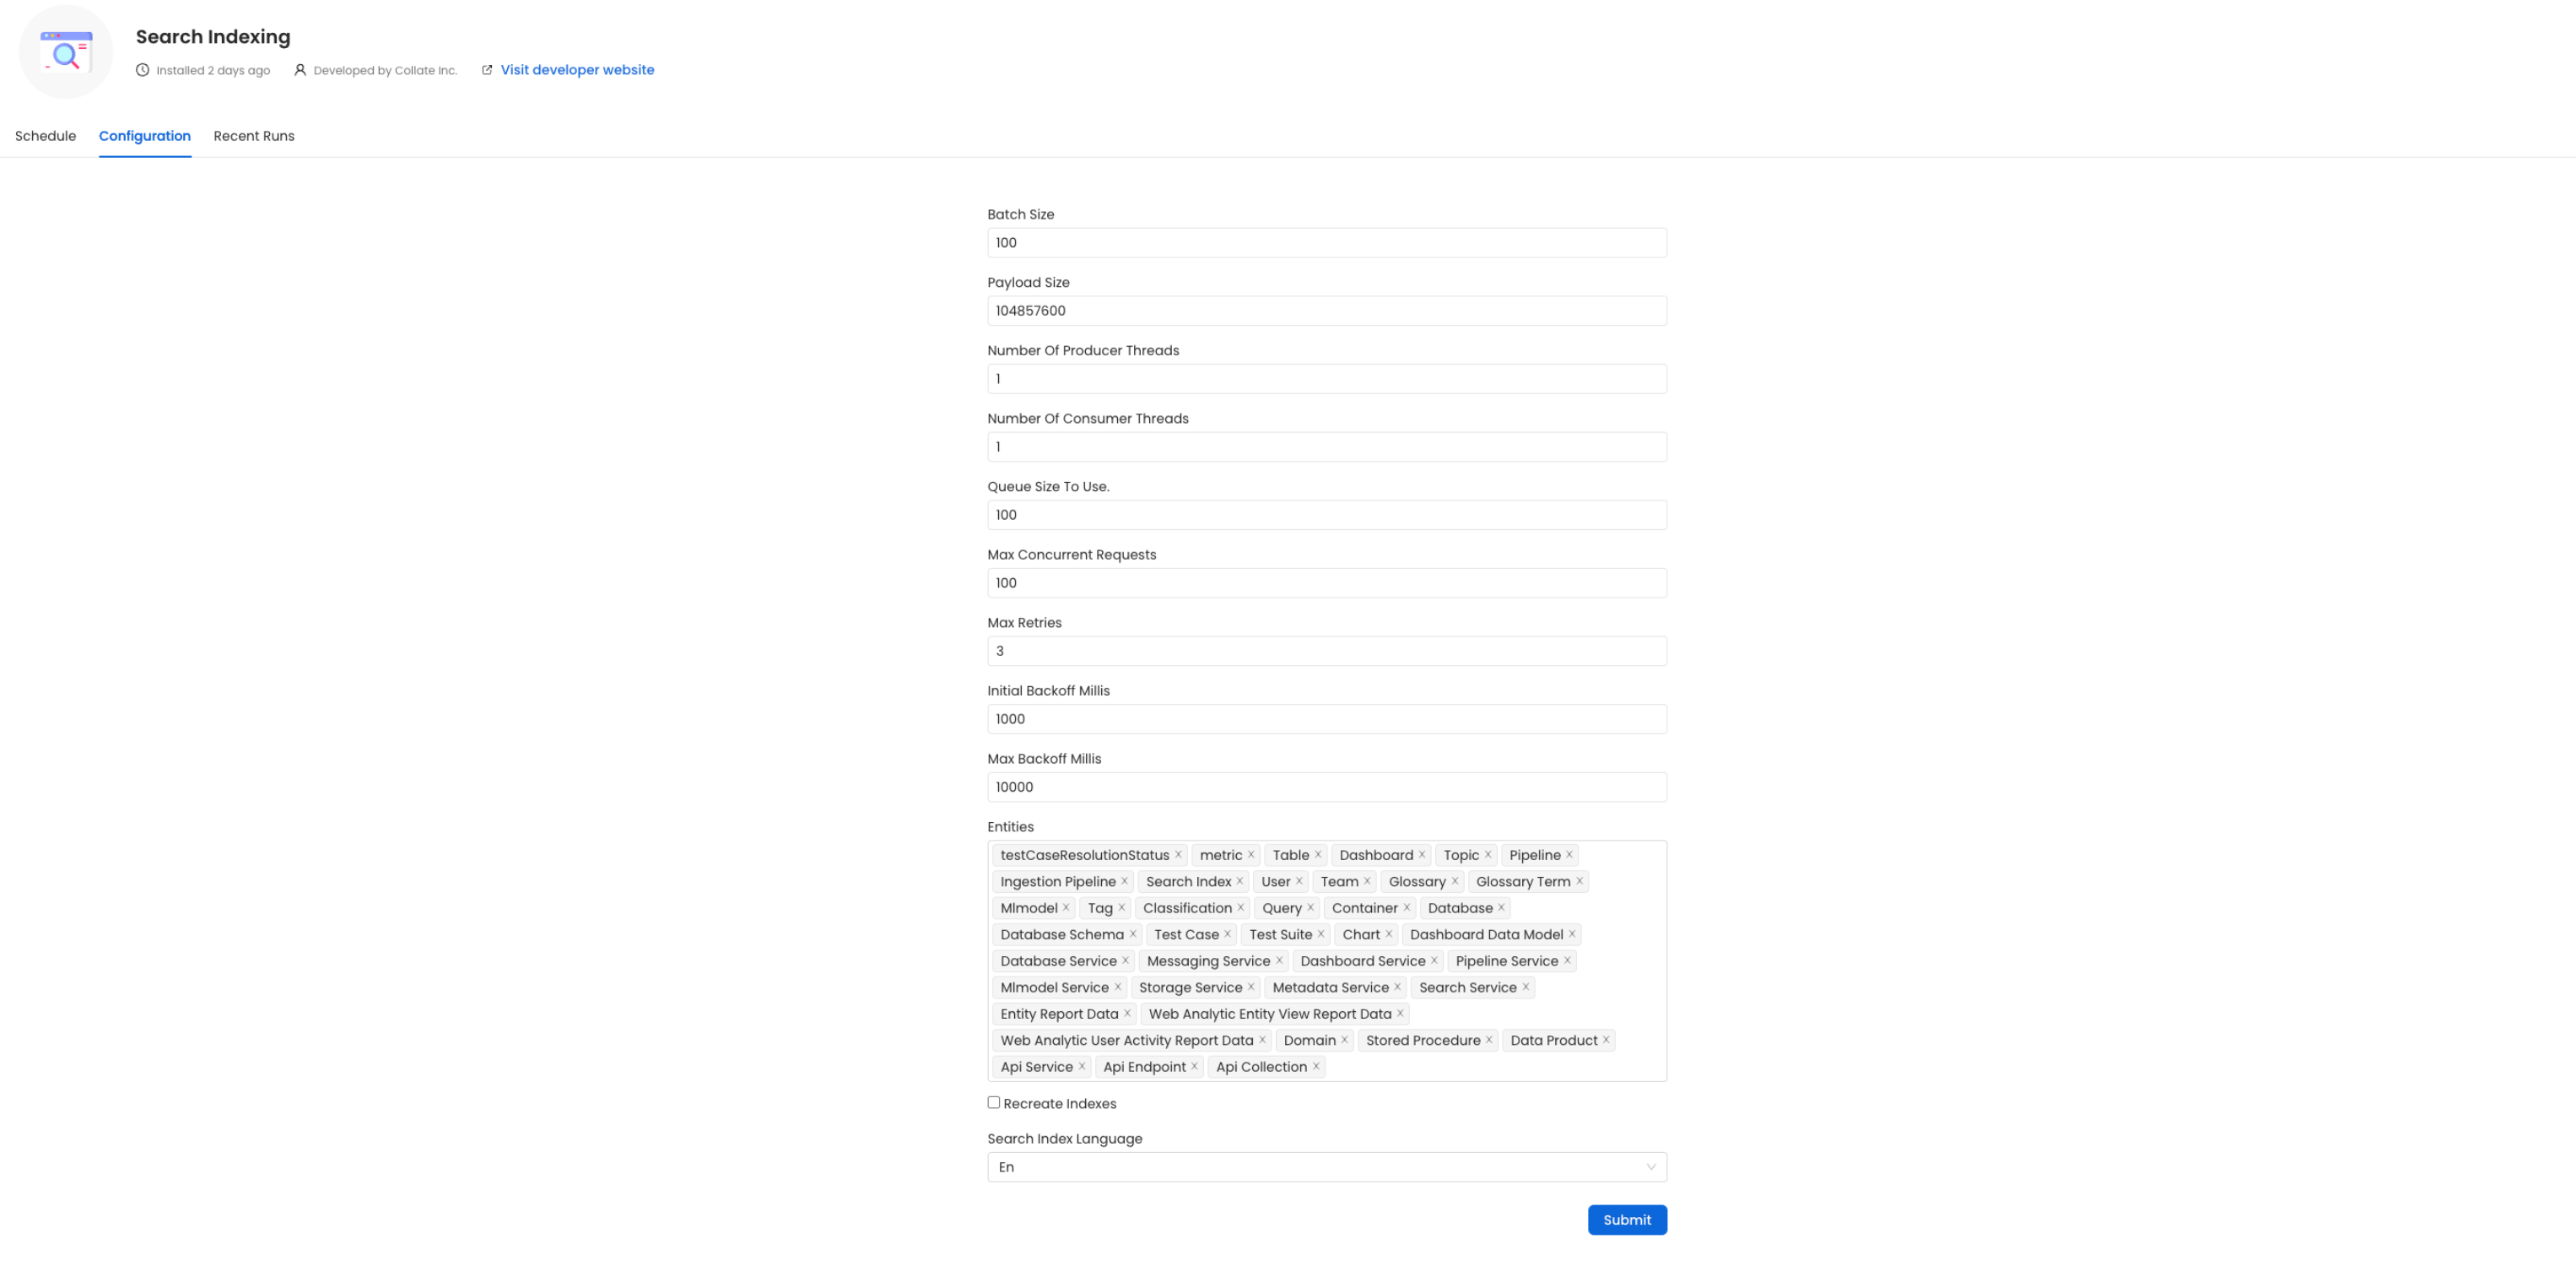 Search Indexing
Installed 2 days ago Developed by Collate Inc. Visit developer website
Schedule Configuration Recent Runs
Batch Size
100
Payload Size
104857600
Number Of Producer Threads
1
Number Of Consumer Threads
1
Queue Size To Use.
100
Max Concurrent Requests
100
Max Retries
3
Initial Backoff Millis
1000
Max Backoff Millis
10000
Entities
testCaseResolutionStatus metric Table Dashboard Topic Pipeline
Ingestion Pipeline Search Index User Team Glossary Glossary Term
Mlmodel Tag Classification Query Container Database
Database Schema Test Case Test Suite Chart Dashboard Data Model
Database Service Messaging Service Dashboard Service Pipeline Service
Mlmodel Service Storage Service Metadata Service Search Service
Entity Report Data Web Analytic Entity View Report Data
Web Analytic User Activity Report Data Domain Stored Procedure Data Product
Api Service Api Endpoint Api Collection
Recreate Indexes
Search Index Language
En
Submit